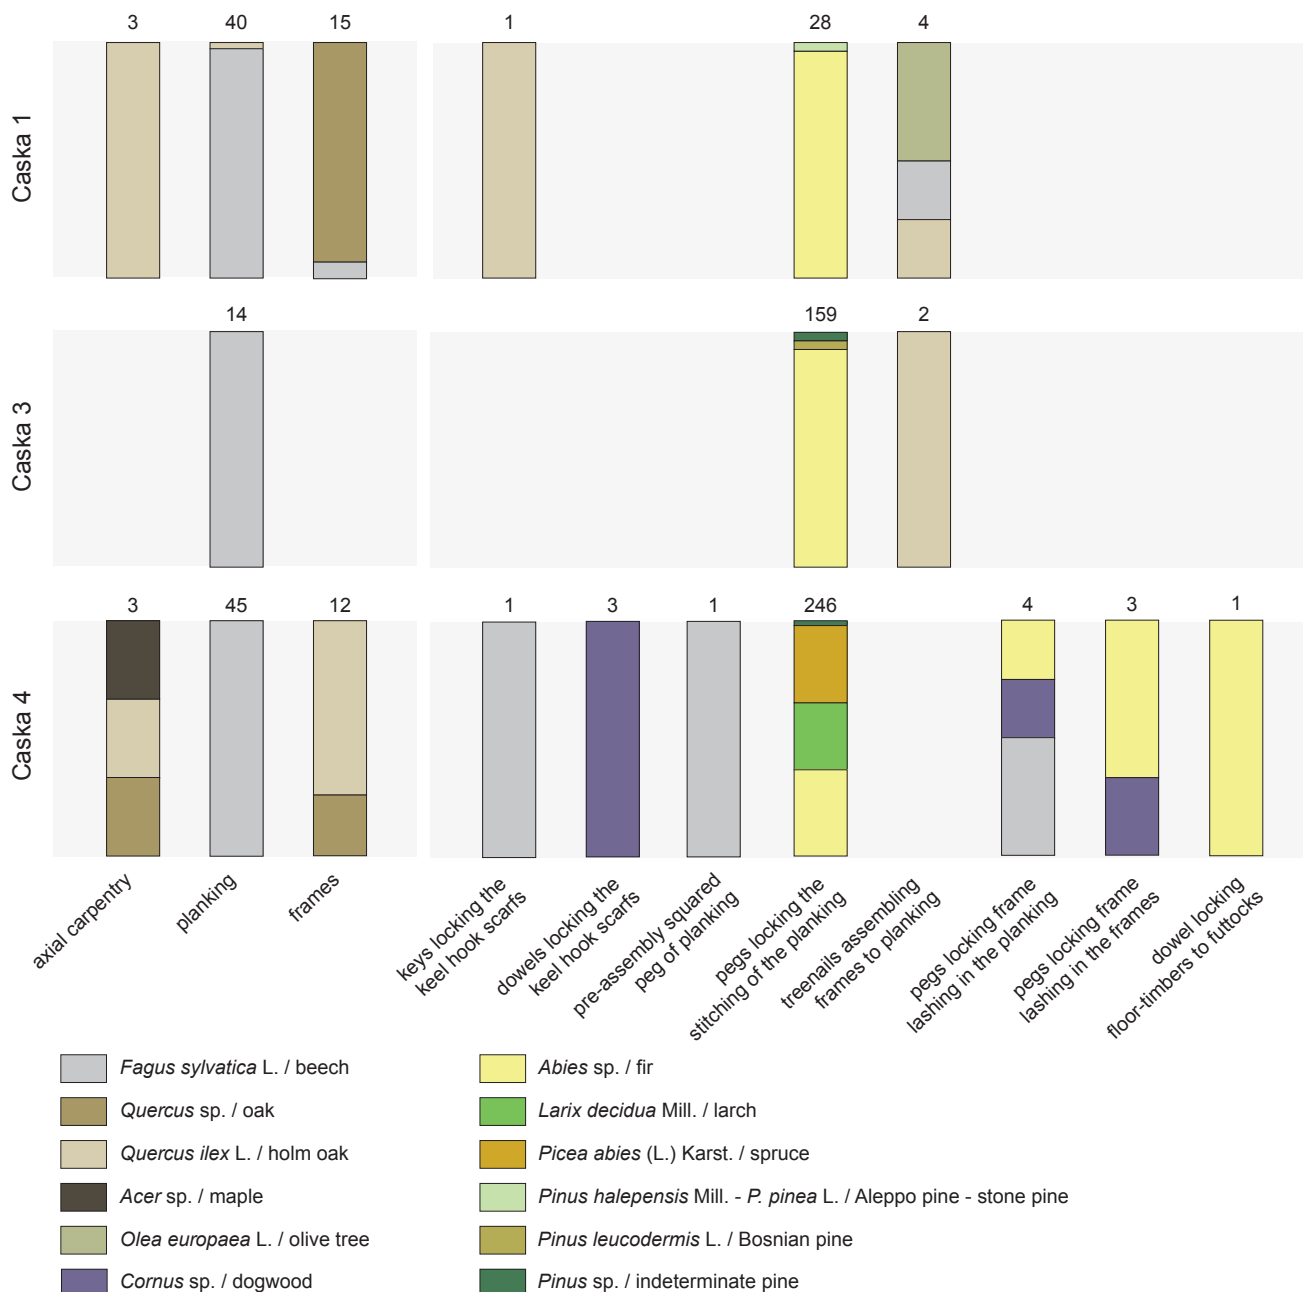 3 40 15 1 28 4
Caska 1
14 159 2
Caska 3
3 45 12 1 3 1 246 4 3 1
Caska 4
axial carpentry
planking
frames
keys locking the
keel hook scarfs
dowels locking the
keel hook scarfs
pre-assembly squared
peg of planking
pegs locking the
stitching of the planking
treenails assembling
frames to planking
pegs locking frame
lashing in the planking
pegs locking frame
lashing in the frames
dowel locking
floor-timbers to futtocks
Fagus sylvatica L. / beech
Quercus sp. / oak
Quercus ilex L. / holm oak
Acer sp. / maple
Olea europaea L. / olive tree
Cornus sp. / dogwood
Abies sp. / fir
Larix decidua Mill. / larch
Picea abies (L.) Karst. / spruce
Pinus halepensis Mill. - P. pinea L. / Aleppo pine - stone pine
Pinus leucodermis L. / Bosnian pine
Pinus sp. / indeterminate pine